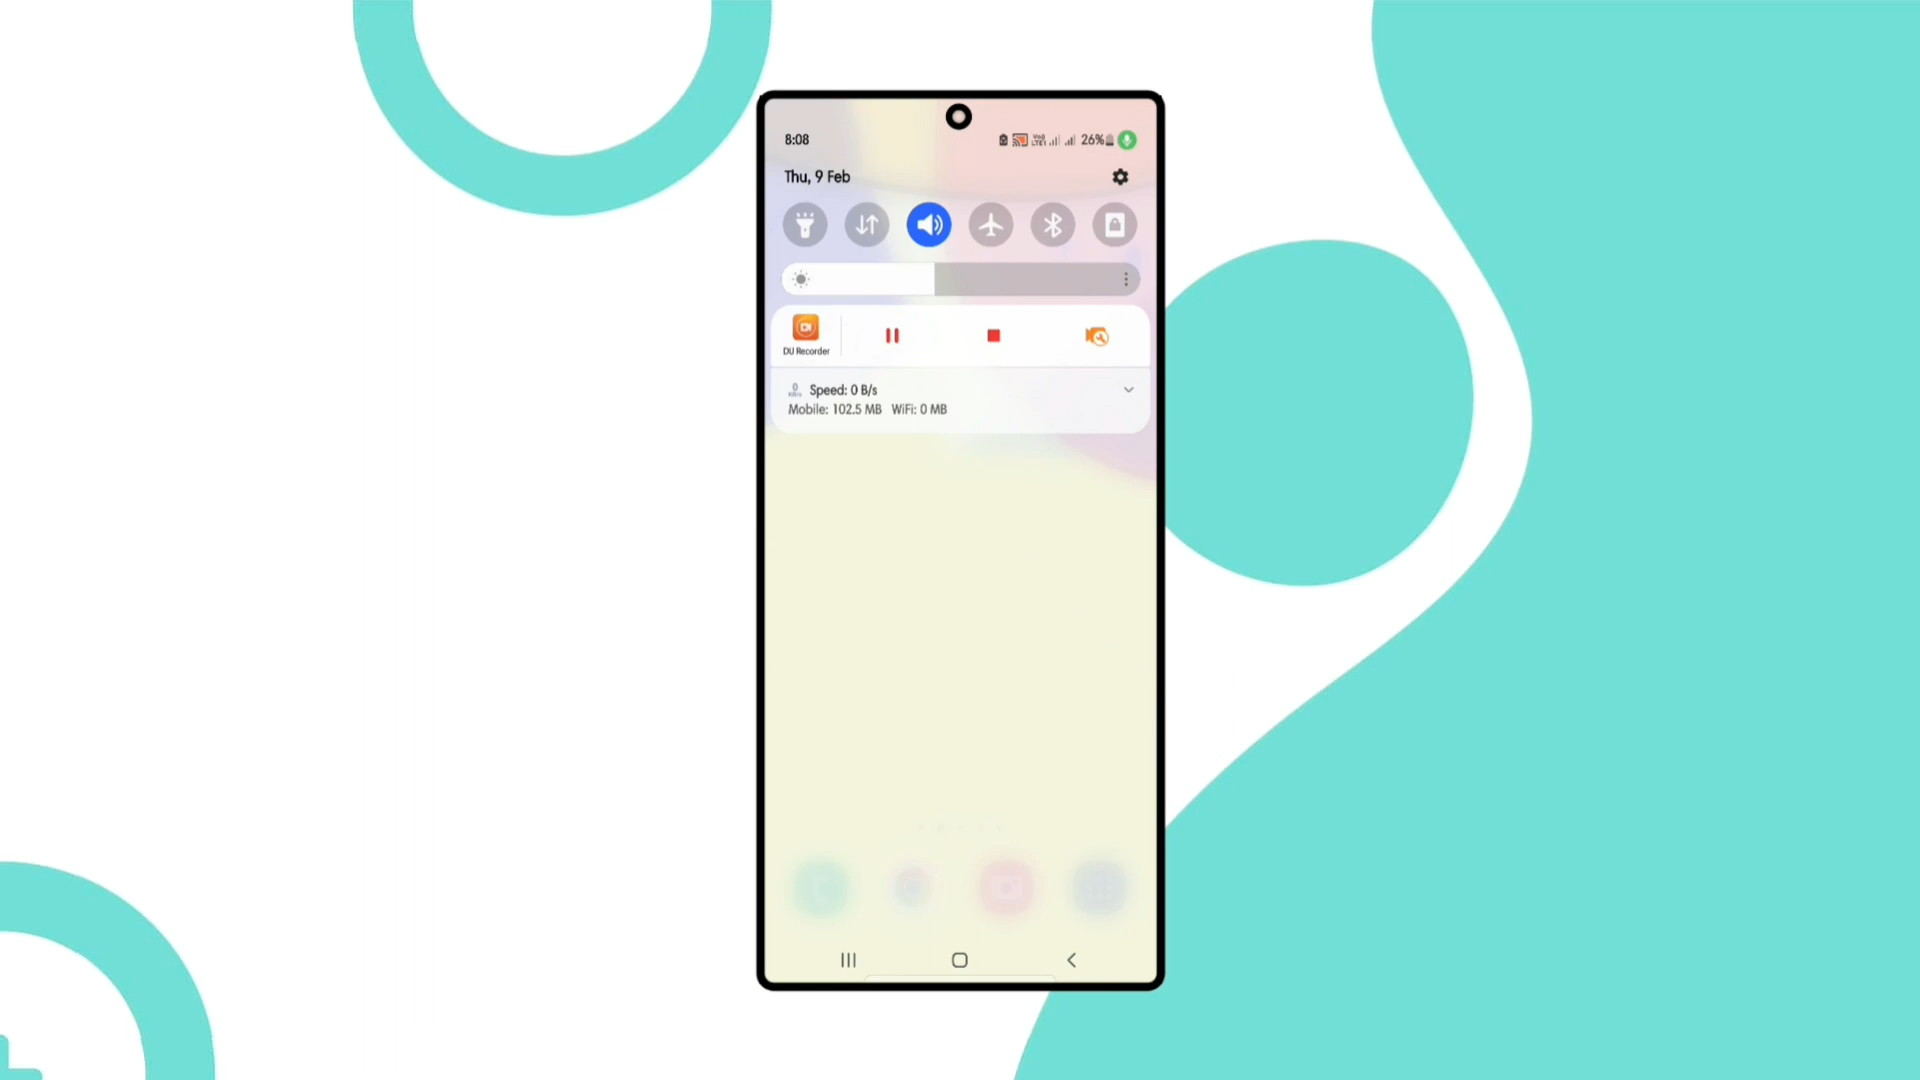 8:08
26%
Thu, 9 Feb
DU Recorder
Speed: 0 B/s
Mobile: 102.5 MB WiFi: 0 MB